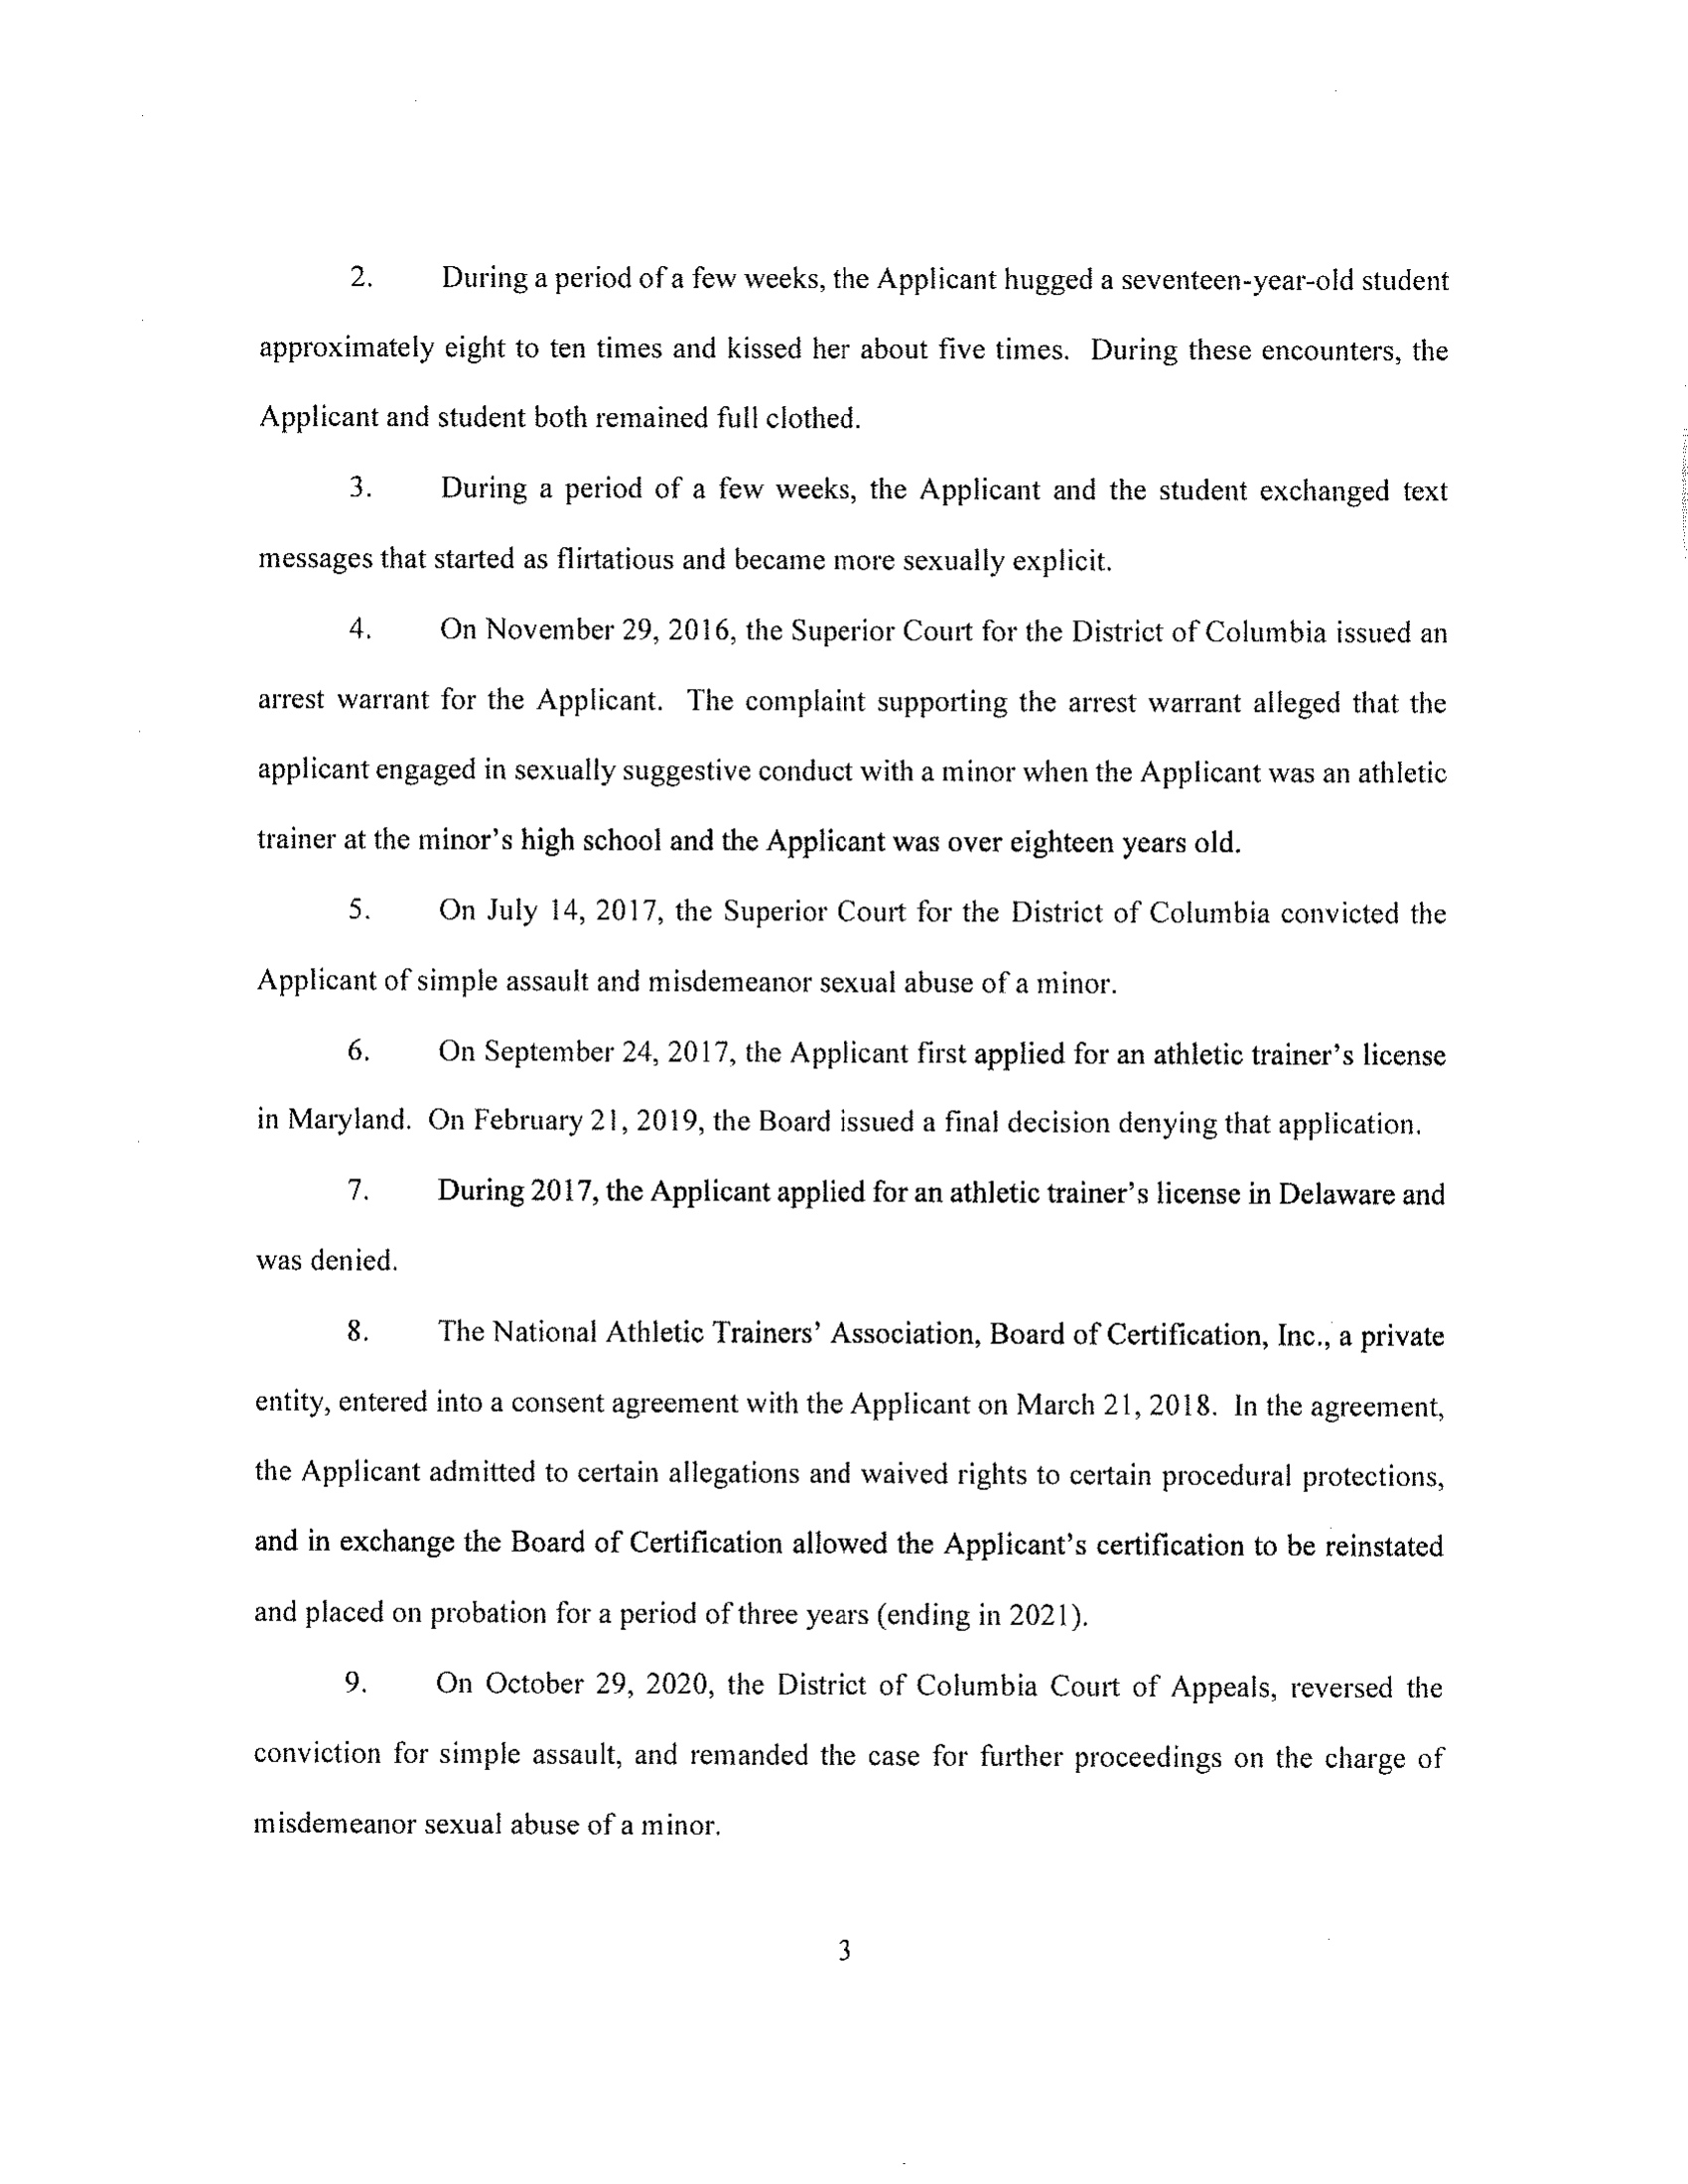 2. During a period of a few weeks, the Applicant hugged a seventeen-year-old student
approximately eight to ten times and kissed her about five times. During these encounters, the
Applicant and student both remained full clothed.
3. During a period of a few weeks, the Applicant and the student exchanged text
messages that started as flirtatious and became more sexually explicit.
4. On November 29, 2016, the Superior Court for the District of Columbia issued an
arrest warrant for the Applicant. The complaint supporting the arrest warrant alleged that the
applicant engaged in sexually suggestive conduct with a minor when the Applicant was an athletic
trainer at the minor's high school and the Applicant was over eighteen years old.
5. On July 14, 2017, the Superior Court for the District of Columbia convicted the
Applicant of simple assault and misdemeanor sexual abuse of a minor.
6. On September 24, 2017, the Applicant first applied for an athletic trainer's license
in Maryland. On February 21, 2019, the Board issued a final decision denying that application.
7. During 2017, the Applicant applied for an athletic trainer's license in Delaware and
was denied.
8. The National Athletic Trainers' Association, Board of Certification, Inc., a private
entity, entered into a consent agreement with the Applicant on March 21, 2018. In the agreement,
the Applicant admitted to certain allegations and waived rights to certain procedural protections,
and in exchange the Board of Certification allowed the Applicant's certification to be reinstated
and placed on probation for a period of three years (ending in 2021).
9. On October 29, 2020, the District of Columbia Court of Appeals, reversed the
conviction for simple assault, and remanded the case for further proceedings on the charge of
misdemeanor sexual abuse of a minor.
3